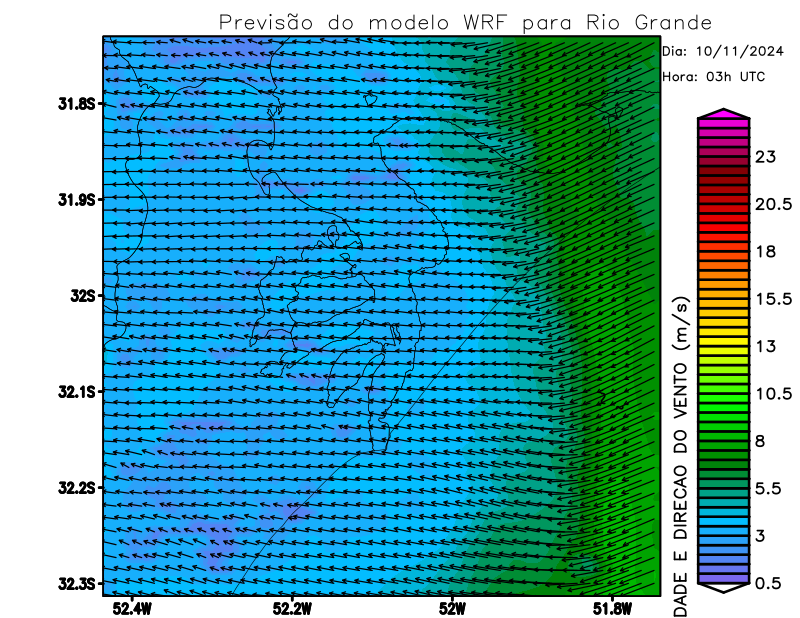 Previsão do modelo WRF para Rio Grande
Dia: 10/11/2024
Hora: 03h UTC
31.8S
31.9S
32S
32.1S
32.2S
32.3S
52.4W
52.2W
52W
51.8W
23
20.5
18
15.5
13
10.5
8
5.5
3
0.5
DADE E DIRECAO DO VENTO (m/s)